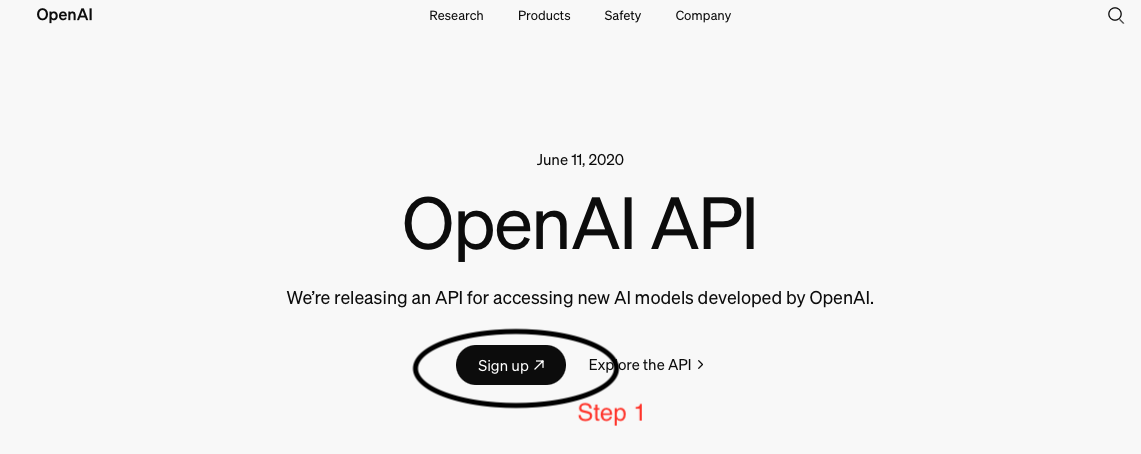 OpenAI Research Products Safety Company
June 11, 2020
OpenAI API
We’re releasing an API for accessing new AI models developed by OpenAI.
Sign up ↗ Explore the API >
Step 1